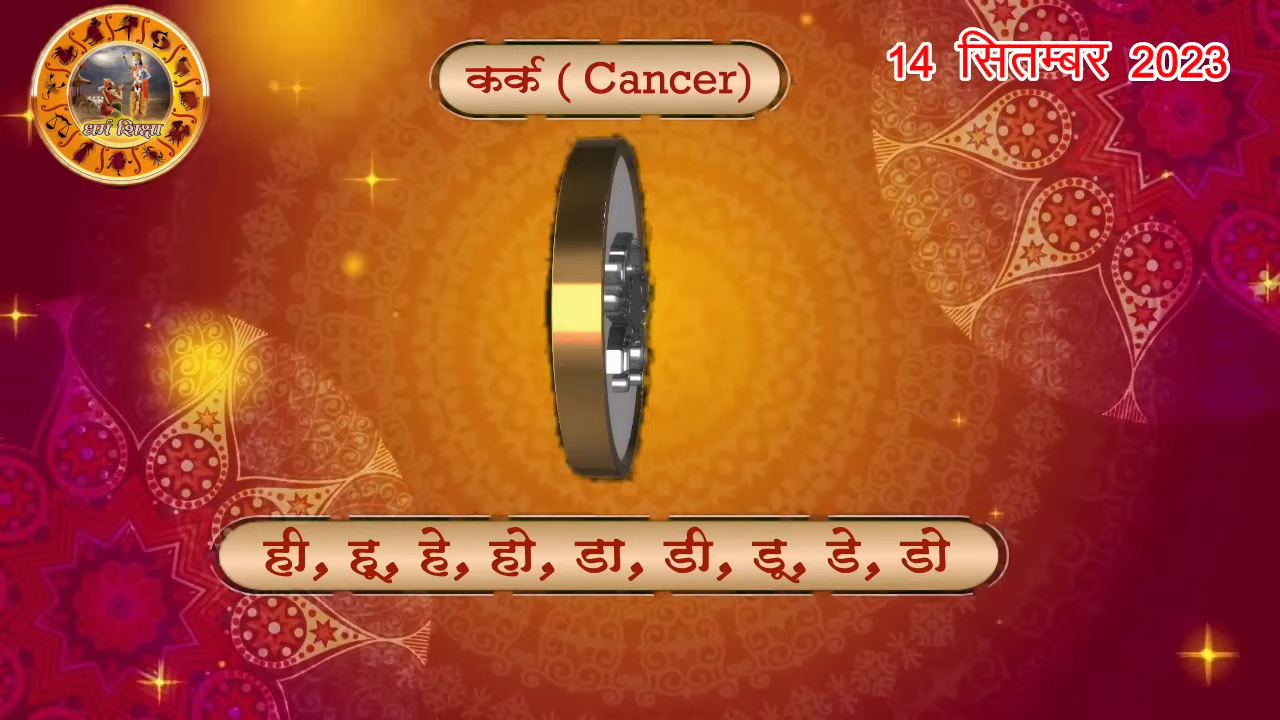 धर्म शिक्षा
कर्क ( Cancer)
14 सितम्बर 2023
ही, हू, हे, हो, डा, डी, डू, डे, डो